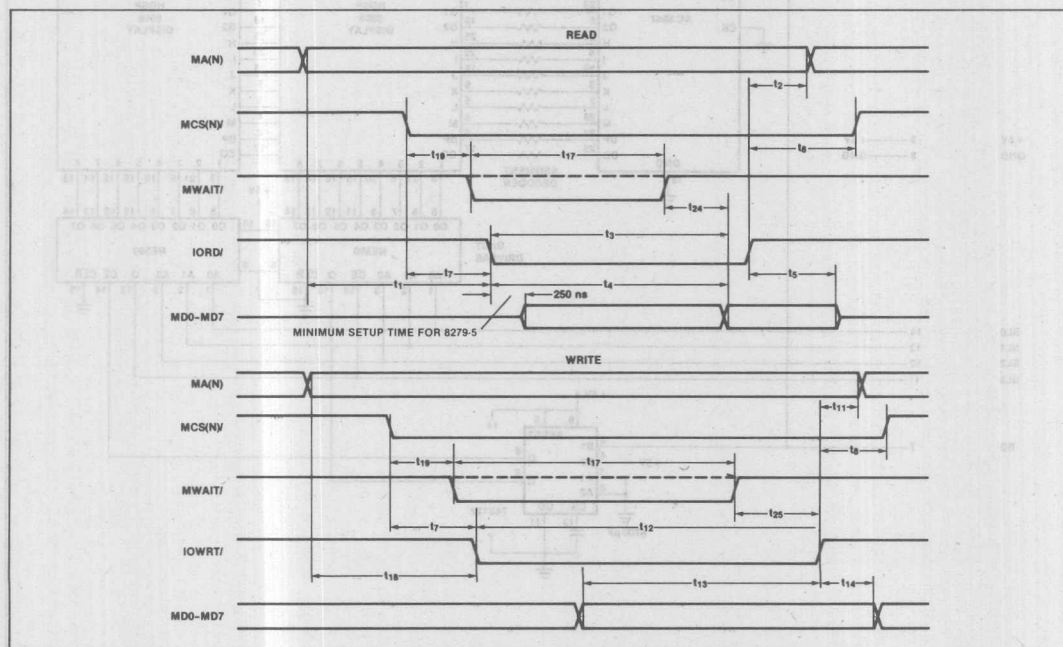 READ
MA(N)
t2
MCS(N)/
t6
t19
t17
MWAIT/
t24
t3
IORD/
t7
t5
t1
t4
250 ns
MD0–MD7
MINIMUM SETUP TIME FOR 8279-5
WRITE
MA(N)
t11
MCS(N)/
t8
t19
t17
MWAIT/
t25
t7
t12
IOWRT/
t18
t13
t14
MD0–MD7